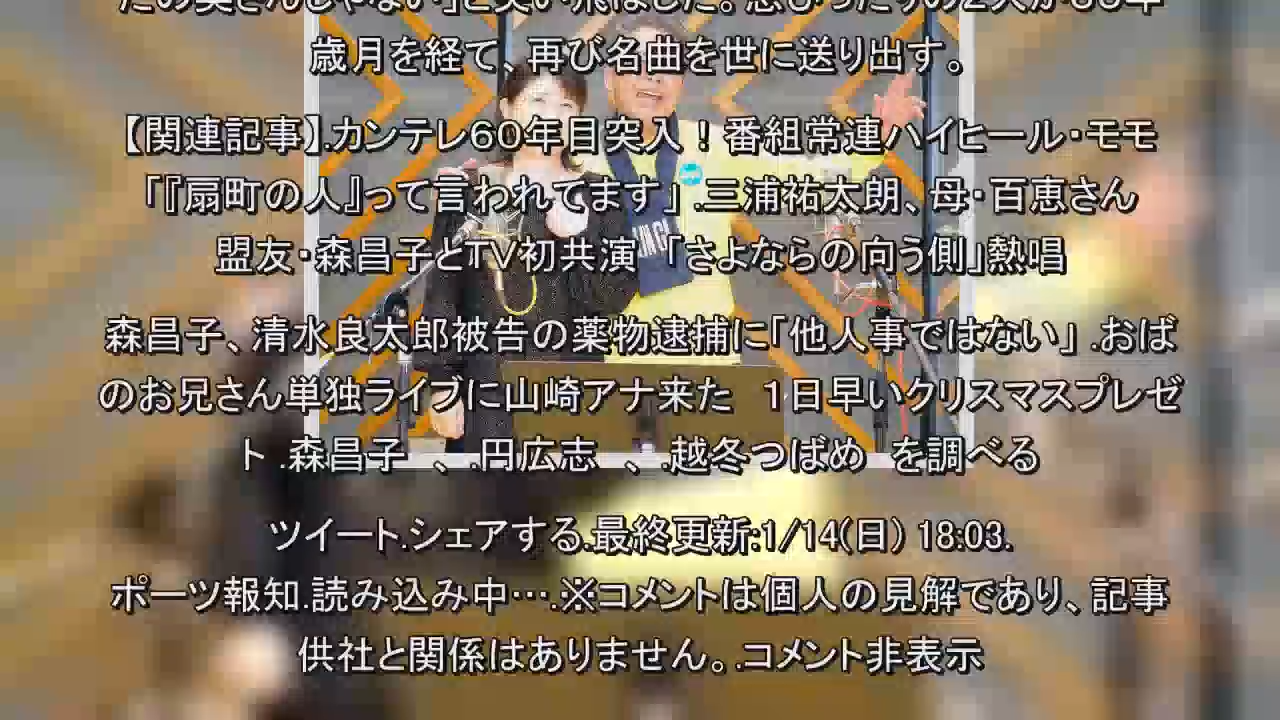 歳月を経て、再び名曲を世に送り出す。
【関連記事】.カンテレ60年目突入！番組常連ハイヒール・モモ
「『扇町の人』って言われてます」.三浦祐太朗、母・百恵さん
盟友・森昌子とTV初共演 「さよならの向う側」熱唱
森昌子、清水良太郎被告の薬物逮捕に「他人事ではない」.おば
のお兄さん単独ライブに山崎アナ来た　１日早いクリスマスプレゼ
ト.森昌子　、.円広志　、.越冬つばめ　を調べる
ツイート.シェアする.最終更新:1/14(日) 18:03.
ポーツ報知.読み込み中….※コメントは個人の見解であり、記事
供社と関係はありません。.コメント非表示